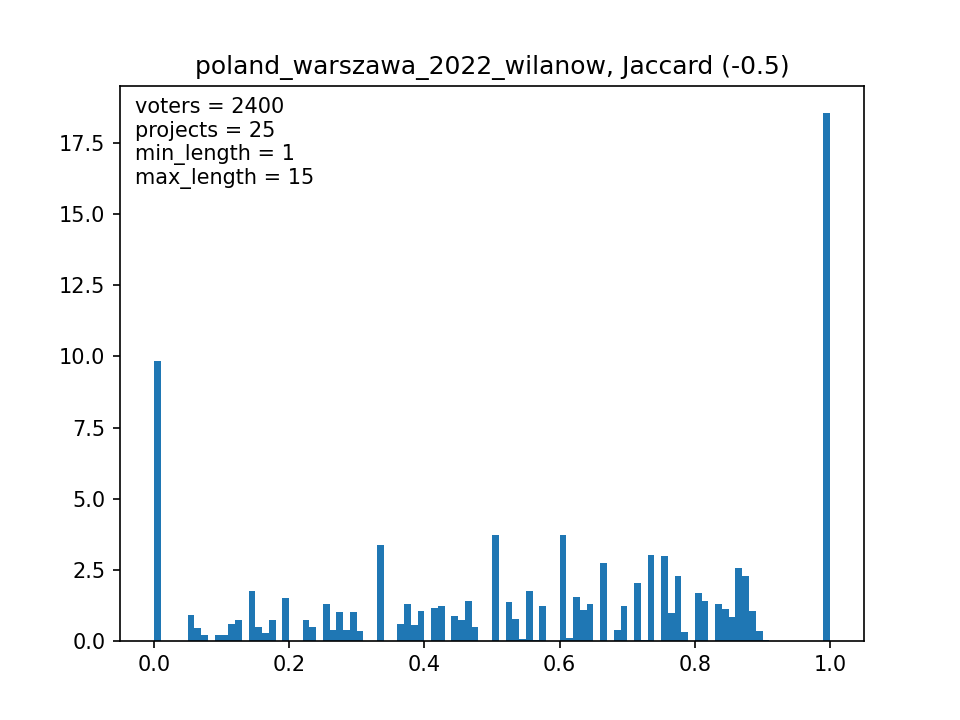 poland_warszawa_2022_wilanow, Jaccard (-0.5)
voters = 2400
projects = 25
min_length = 1
max_length = 15
17.5
15.0
12.5
10.0
7.5
5.0
2.5
0.0
0.0 0.2 0.4 0.6 0.8 1.0